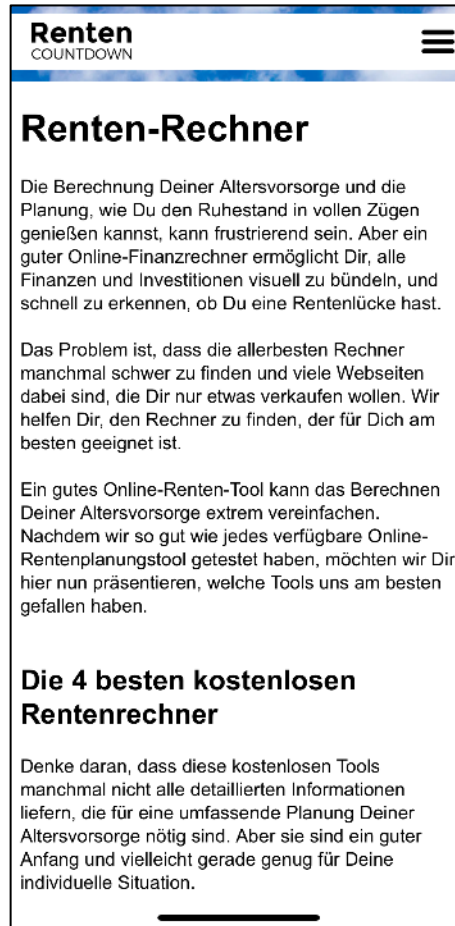 Renten
COUNTDOWN
Renten-Rechner
Die Berechnung Deiner Altersvorsorge und die
Planung, wie Du den Ruhestand in vollen Zügen
genießen kannst, kann frustrierend sein. Aber ein
guter Online-Finanzrechner ermöglicht Dir, alle
Finanzen und Investitionen visuell zu bündeln, und
schnell zu erkennen, ob Du eine Rentenlücke hast.
Das Problem ist, dass die allerbesten Rechner
manchmal schwer zu finden und viele Webseiten
dabei sind, die Dir nur etwas verkaufen wollen. Wir
helfen Dir, den Rechner zu finden, der für Dich am
besten geeignet ist.
Ein gutes Online-Renten-Tool kann das Berechnen
Deiner Altersvorsorge extrem vereinfachen.
Nachdem wir so gut wie jedes verfügbare Online-
Rentenplanungstool getestet haben, möchten wir Dir
hier nun präsentieren, welche Tools uns am besten
gefallen haben.
Die 4 besten kostenlosen
Rentenrechner
Denke daran, dass diese kostenlosen Tools
manchmal nicht alle detaillierten Informationen
liefern, die für eine umfassende Planung Deiner
Altersvorsorge nötig sind. Aber sie sind ein guter
Anfang und vielleicht gerade genug für Deine
individuelle Situation.